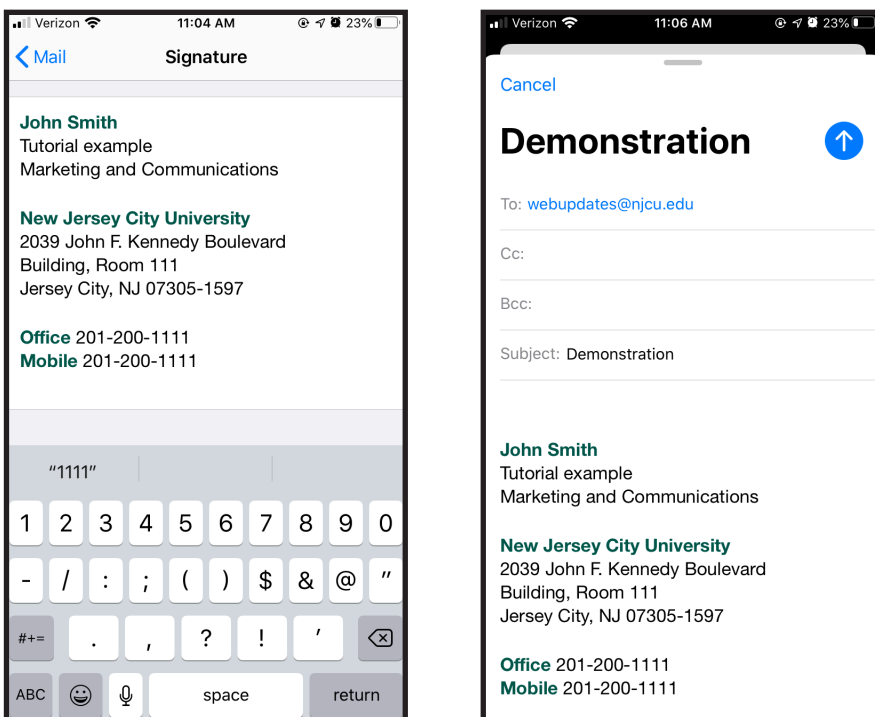 Verizon 11:04 AM 23%
Mail Signature
John Smith
Tutorial example
Marketing and Communications
New Jersey City University
2039 John F. Kennedy Boulevard
Building, Room 111
Jersey City, NJ 07305-1597
Office 201-200-1111
Mobile 201-200-1111
“1111”
1 2 3 4 5 6 7 8 9 0
- / : ; ( ) $ & @ "
#+= . , ? ! '
ABC space return
Verizon 11:06 AM 23%
Cancel
Demonstration
To: webupdates@njcu.edu
Cc:
Bcc:
Subject: Demonstration
John Smith
Tutorial example
Marketing and Communications
New Jersey City University
2039 John F. Kennedy Boulevard
Building, Room 111
Jersey City, NJ 07305-1597
Office 201-200-1111
Mobile 201-200-1111